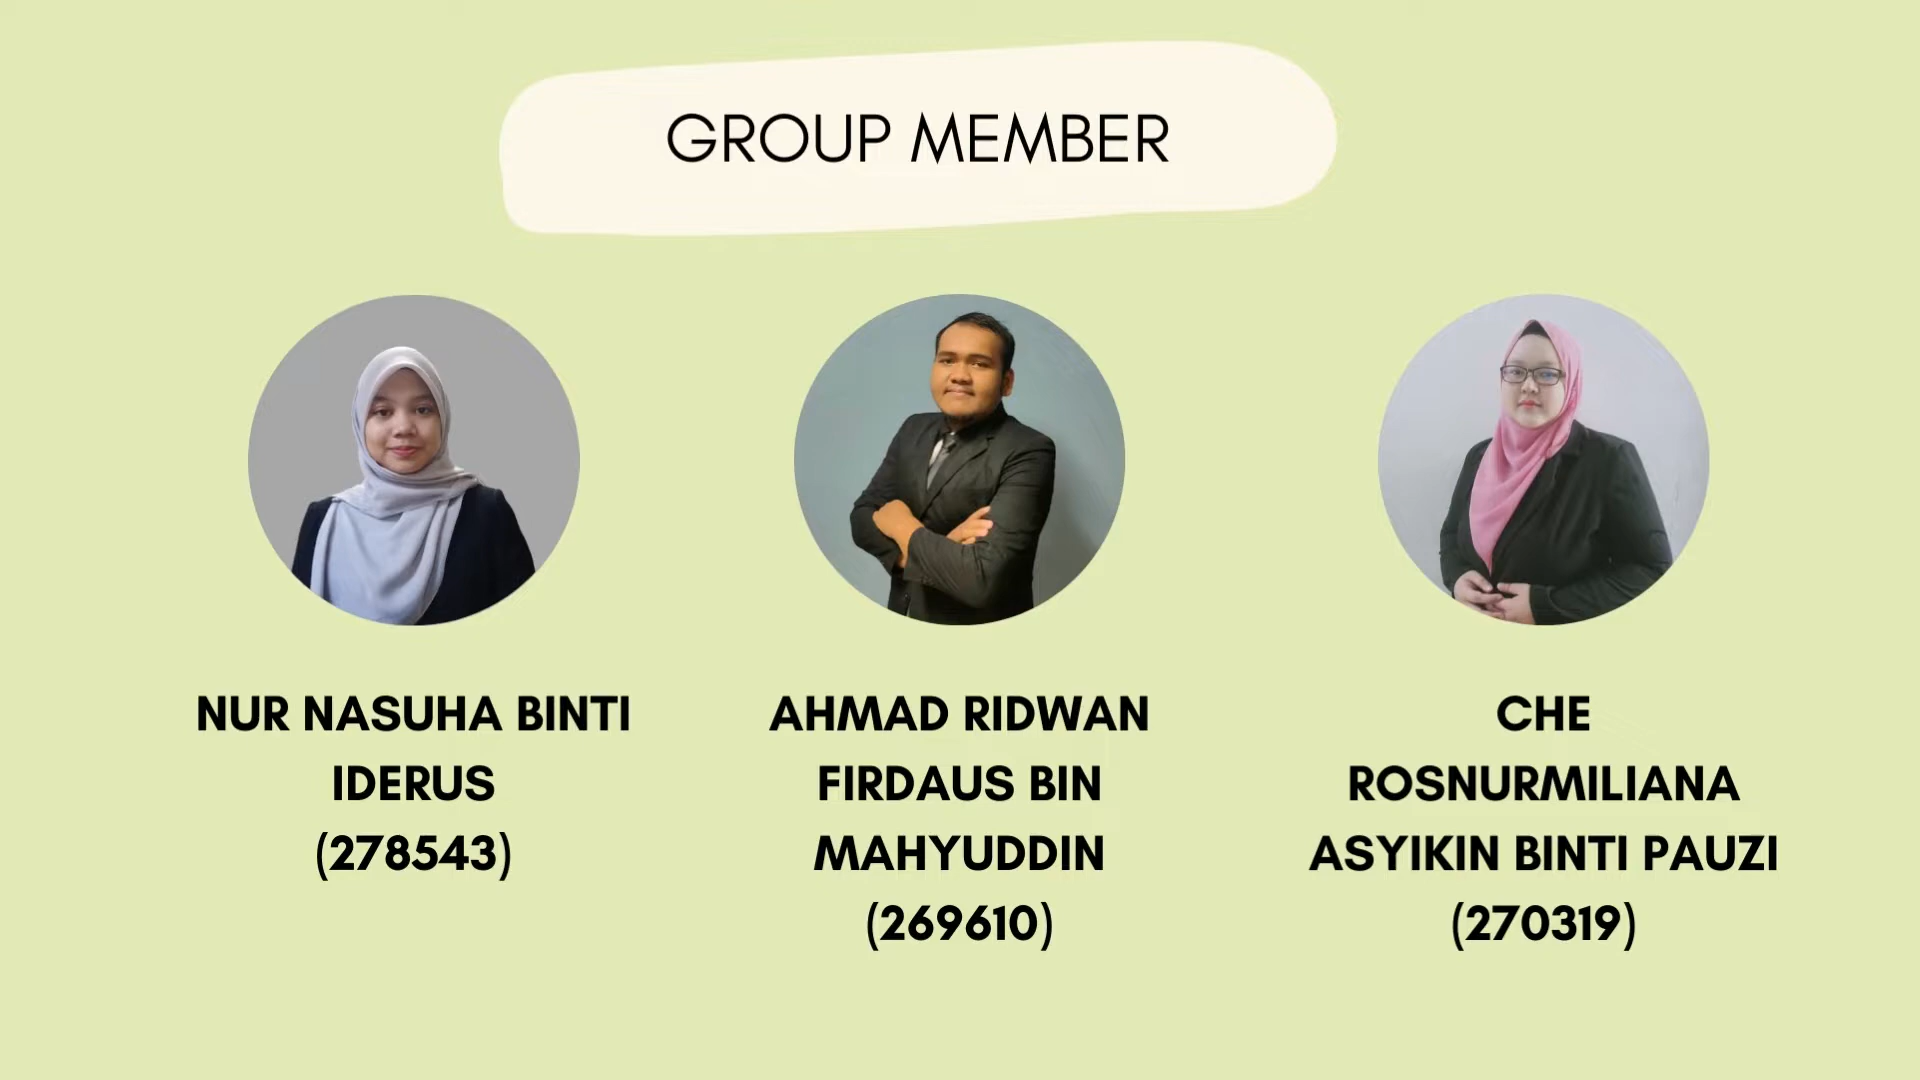 GROUP MEMBER
NUR NASUHA BINTI
IDERUS
(278543)
AHMAD RIDWAN
FIRDAUS BIN
MAHYUDDIN
(269610)
CHE
ROSNURMILIANA
ASYIKIN BINTI PAUZI
(270319)